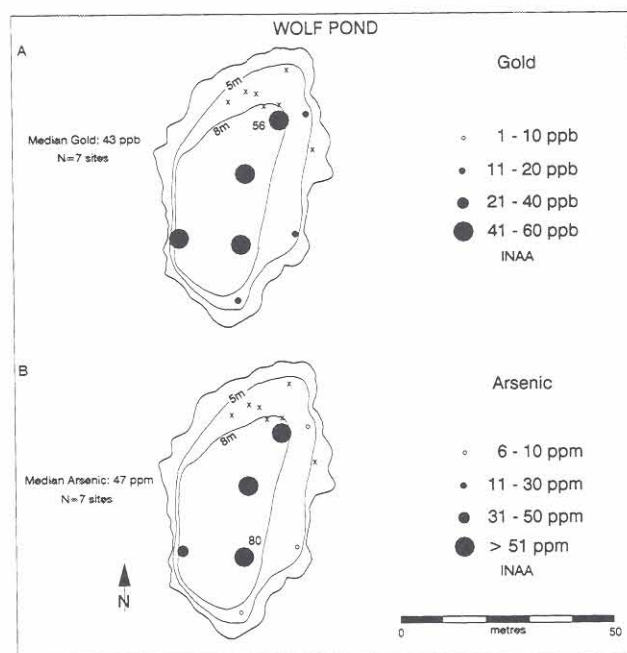 WOLF POND
A
Gold
5m
8m
56
Median Gold: 43 ppb
N=7 sites
1 - 10 ppb
11 - 20 ppb
21 - 40 ppb
41 - 60 ppb
INAA
B
Arsenic
5m
8m
80
Median Arsenic: 47 ppm
N=7 sites
6 - 10 ppm
11 - 30 ppm
31 - 50 ppm
> 51 ppm
INAA
N
0 metres 50